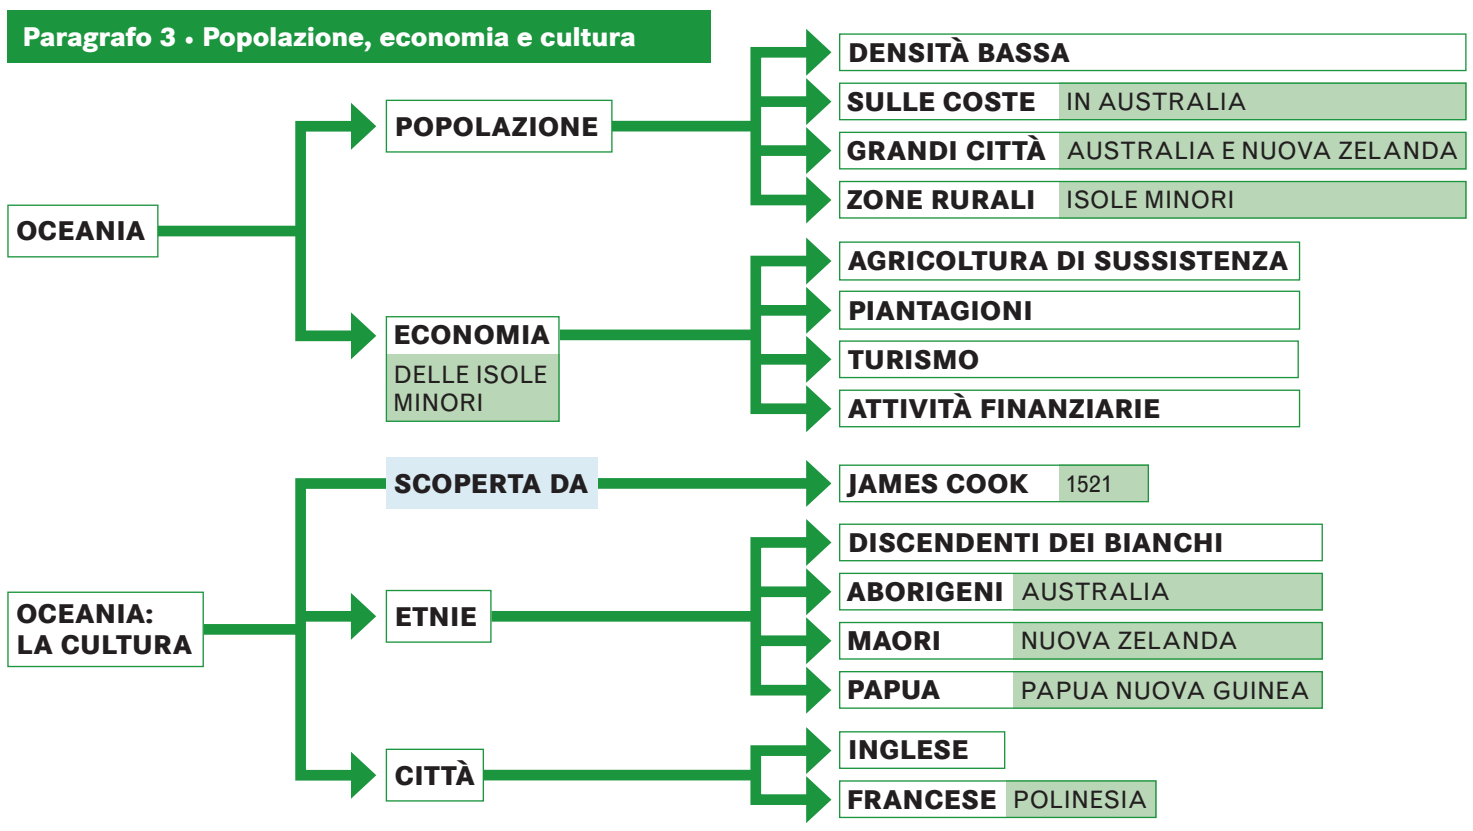 Paragrafo 3 • Popolazione, economia e cultura
OCEANIA
POPOLAZIONE
DENSITÀ BASSA
SULLE COSTE IN AUSTRALIA
GRANDI CITTÀ AUSTRALIA E NUOVA ZELANDA
ZONE RURALI ISOLE MINORI
ECONOMIA
DELLE ISOLE
MINORI
AGRICOLTURA DI SUSSISTENZA
PIANTAGIONI
TURISMO
ATTIVITÀ FINANZIARIE
OCEANIA:
LA CULTURA
SCOPERTA DA
JAMES COOK 1521
ETNIE
DISCENDENTI DEI BIANCHI
ABORIGENI AUSTRALIA
MAORI NUOVA ZELANDA
PAPUA PAPUA NUOVA GUINEA
CITTÀ
INGLESE
FRANCESE POLINESIA